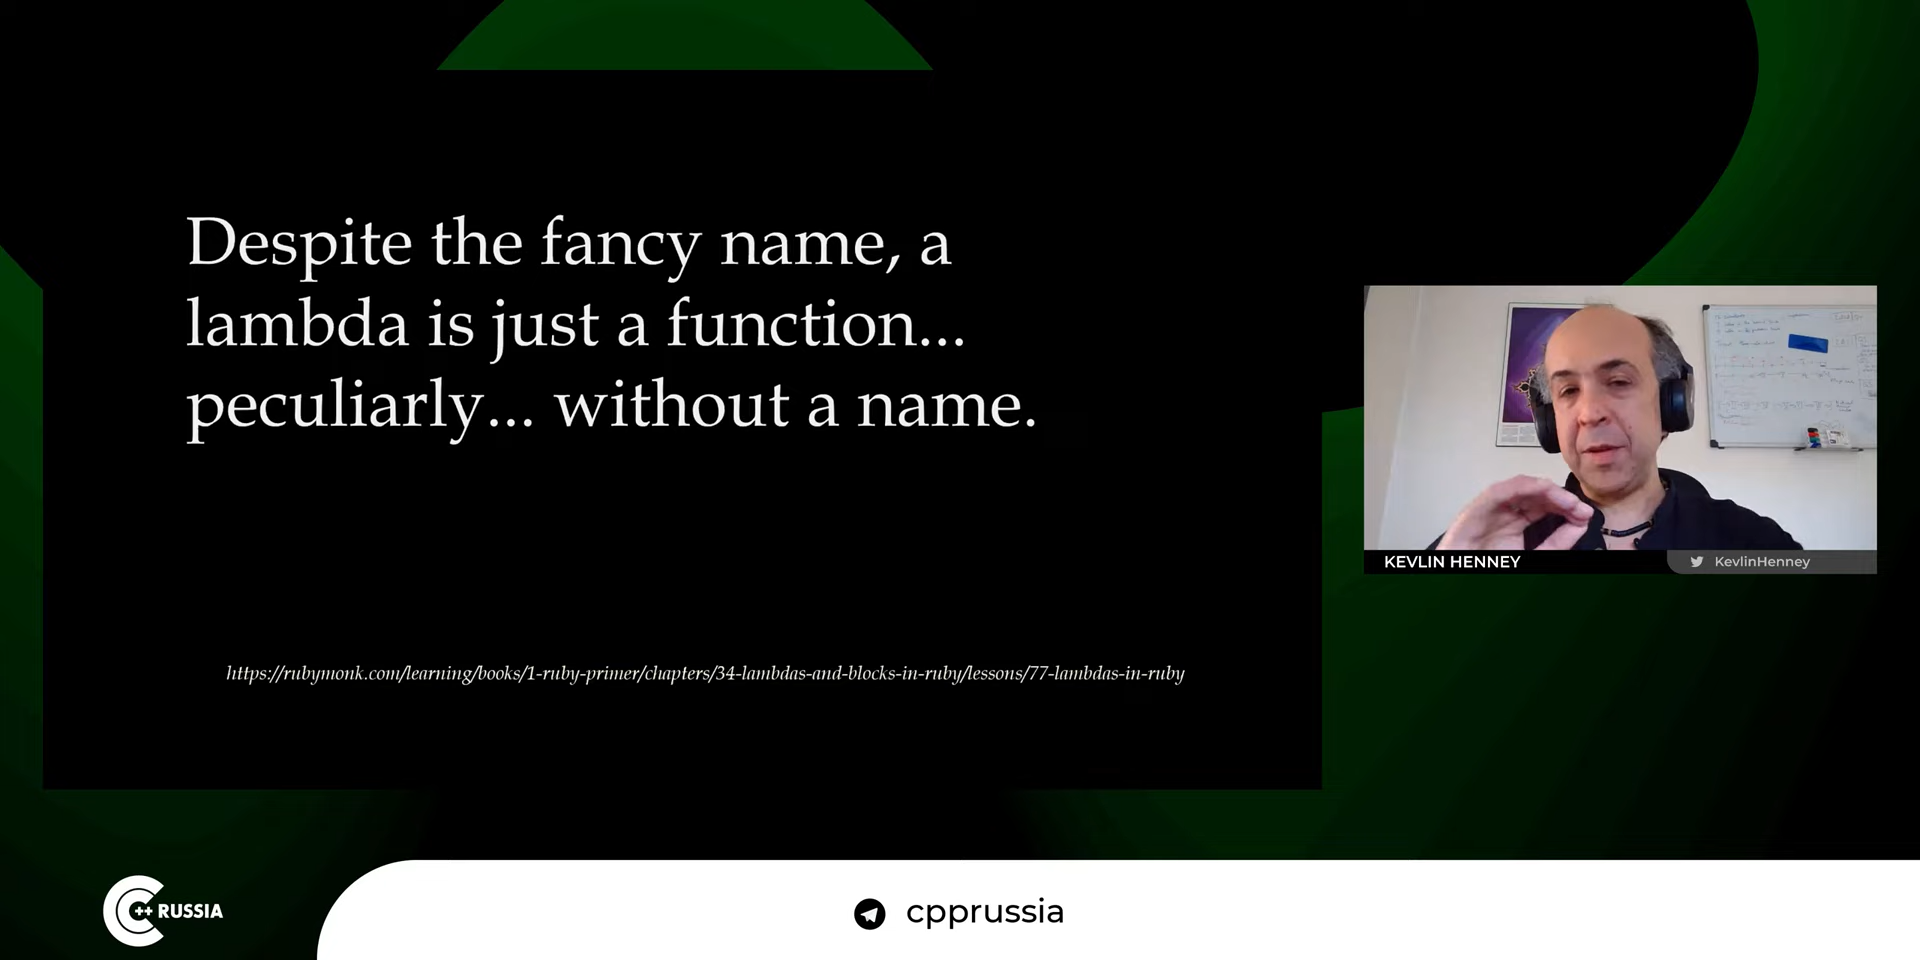 Despite the fancy name, a
lambda is just a function...
peculiarly... without a name.
https://rubymonk.com/learning/books/1-ruby-primer/chapters/34-lambdas-and-blocks-in-ruby/lessons/77-lambdas-in-ruby
KEVLIN HENNEY
KevlinHenney
C++ RUSSIA
cpprussia